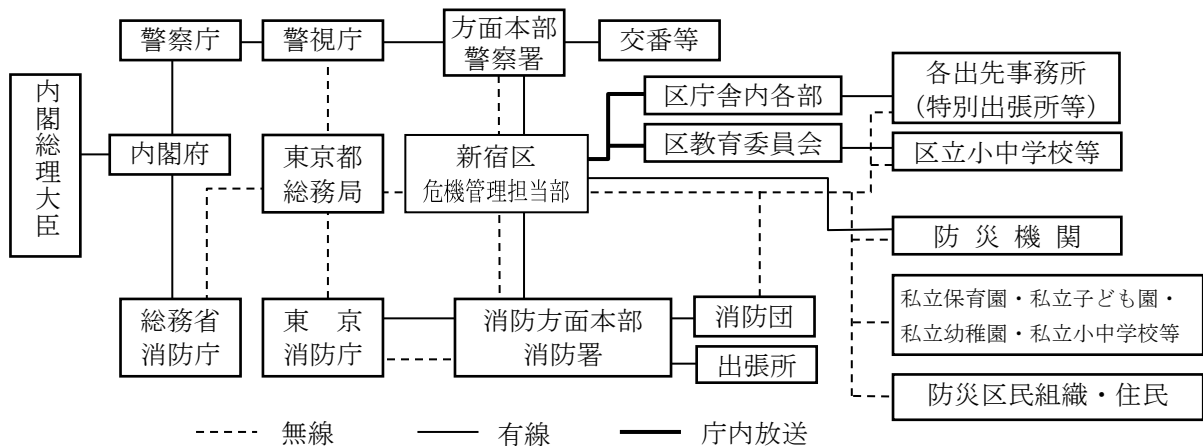 警察庁
警視庁
方面本部
警察署
交番等
内閣総理大臣
内閣府
東京都
総務局
新宿区
危機管理担当部
区庁舎内各部
区教育委員会
各出先事務所
（特別出張所等）
区立小中学校等
防災機関
総務省
消防庁
東　京
消防庁
消防方面本部
消防署
消防団
出張所
私立保育園・私立子ども園・
私立幼稚園・私立小中学校等
防災区民組織・住民
無線
有線
庁内放送